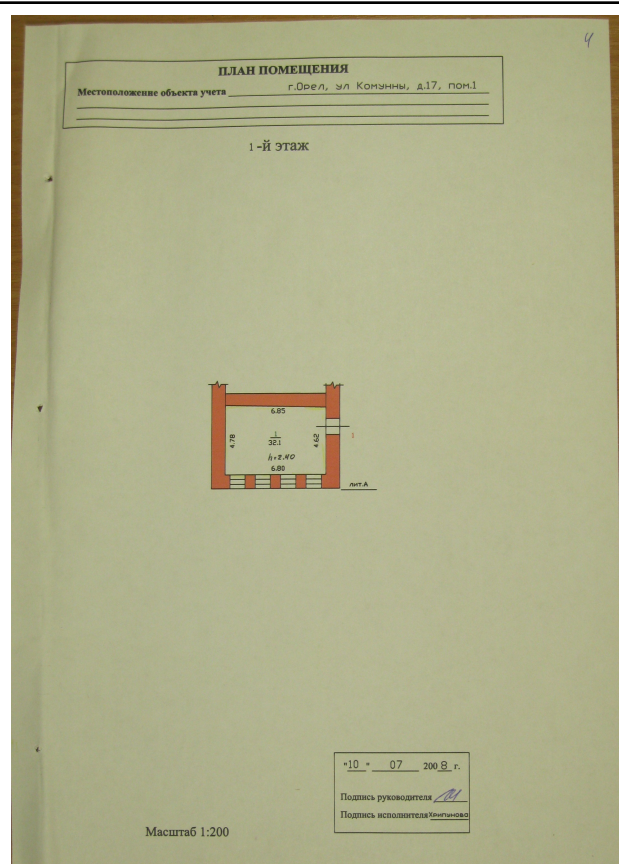 4
ПЛАН ПОМЕЩЕНИЯ
Местоположение объекта учета г.Орел, ул Комунны, д.17, пом.1
1-й этаж
6.85
4.78
1
32.1
4.62
1
h=2.40
6.80
лит.А
"10 " 07 2008 г.
Подпись руководителя
Подпись исполнителя Хрипунова
Масштаб 1:200